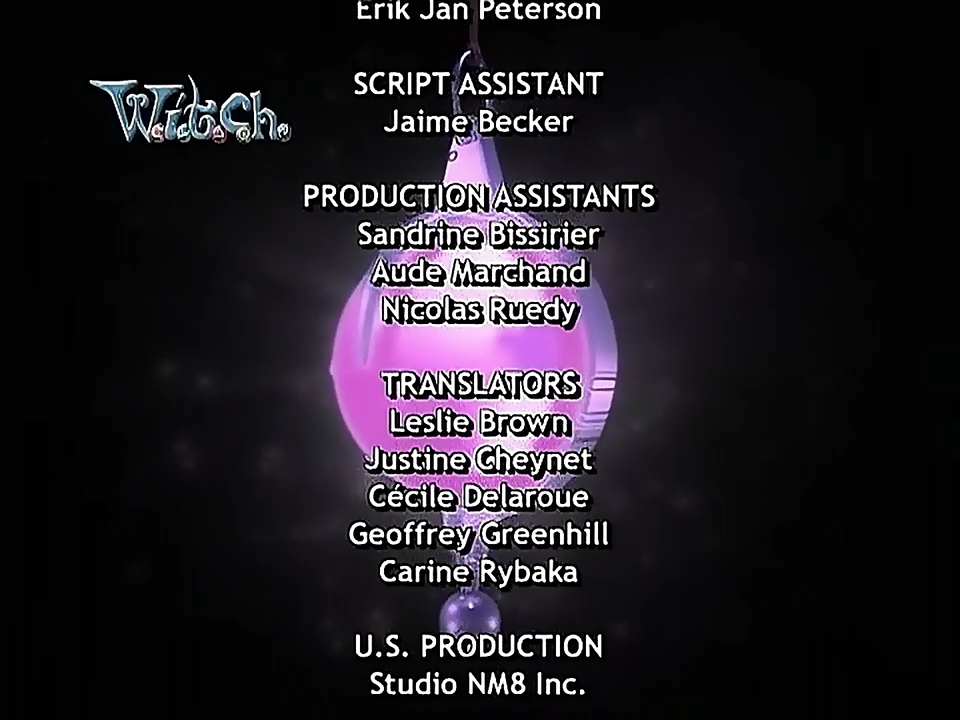 Erik Jan Peterson
W.i.t.c.h.
SCRIPT ASSISTANT
Jaime Becker
PRODUCTION ASSISTANTS
Sandrine Bissirier
Aude Marchand
Nicolas Ruedy
TRANSLATORS
Leslie Brown
Justine Cheynet
Cécile Delaroue
Geoffrey Greenhill
Carine Rybaka
U.S. PRODUCTION
Studio NM8 Inc.